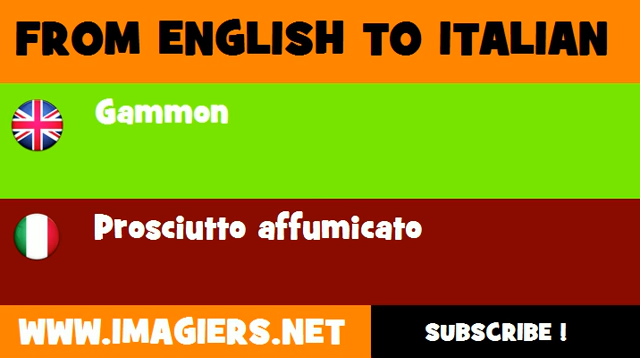 FROM ENGLISH TO ITALIAN
Gammon
Prosciutto affumicato
WWW.IMAGIERS.NET
SUBSCRIBE !